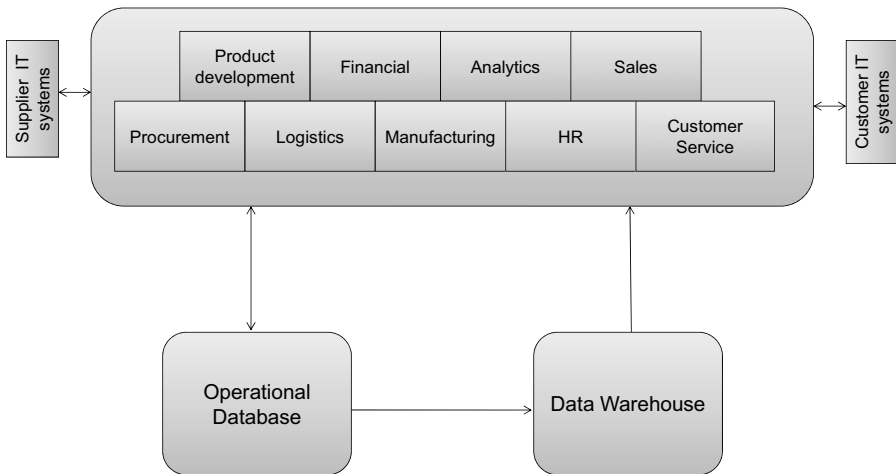 Supplier IT
systems
Product
development
Financial
Analytics
Sales
Procurement
Logistics
Manufacturing
HR
Customer
Service
Customer IT
systems
Operational
Database
Data Warehouse